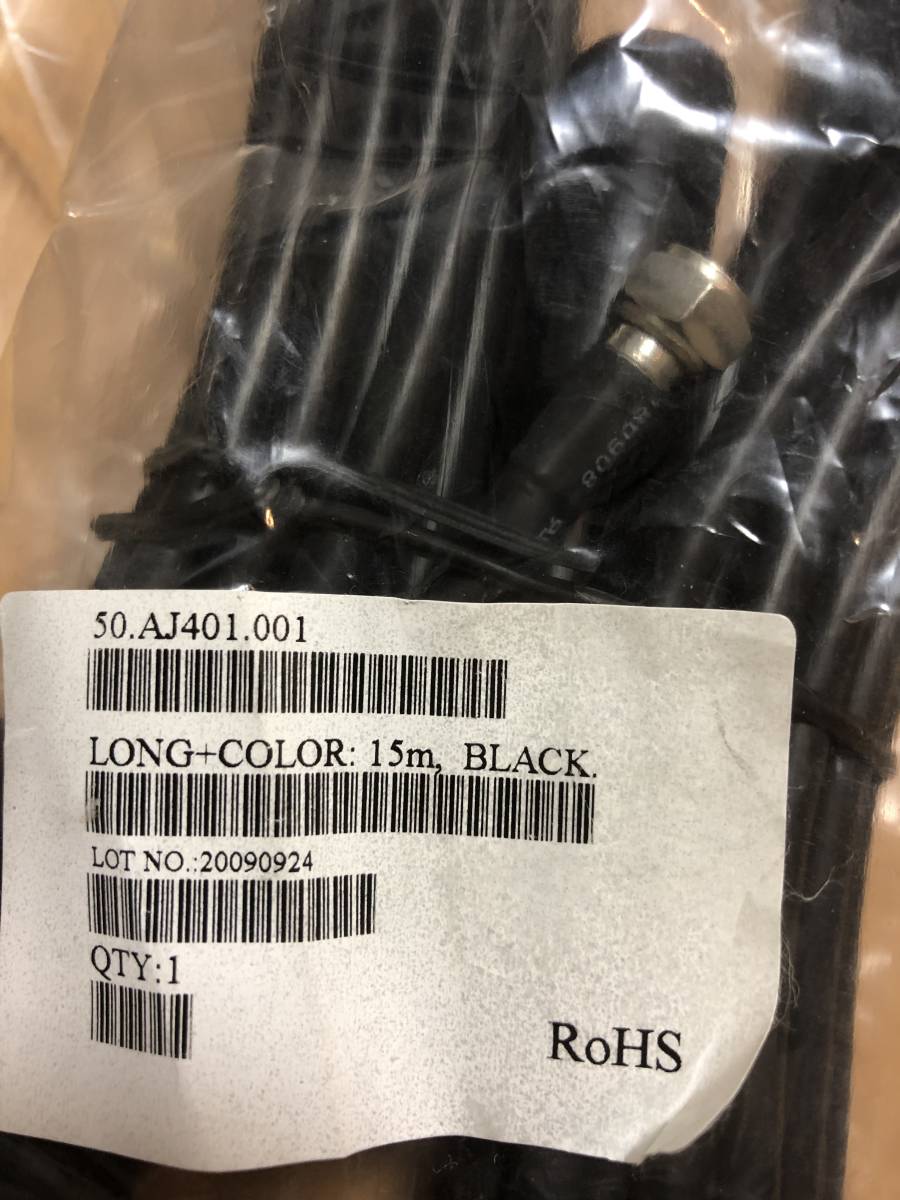 50.AJ401.001
LONG+COLOR: 15m, BLACK.
LOT NO.:20090924
QTY:1
RoHS